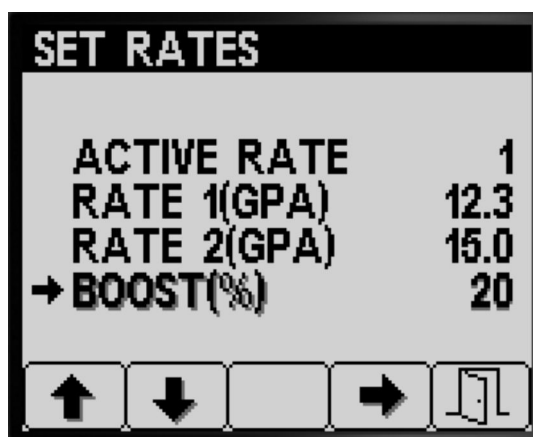 SET RATES
ACTIVE RATE 1
RATE 1(GPA) 12.3
RATE 2(GPA) 15.0
BOOST(%) 20